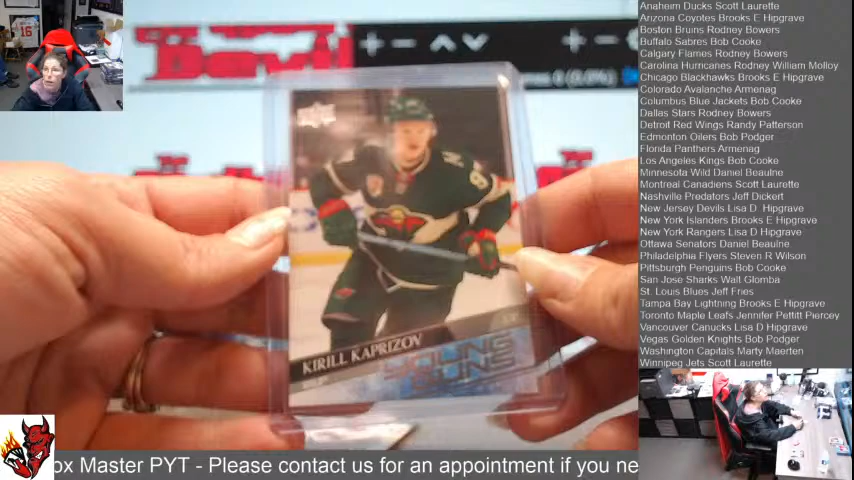 Devil
KIRILL KAPRIZOV
YOUNG
GUNS
Anaheim Ducks Scott Laurette
Arizona Coyotes Brooks E Hipgrave
Boston Bruins Rodney Bowers
Buffalo Sabres Bob Cooke
Calgary Flames Rodney Bowers
Carolina Hurricanes Rodney William Molloy
Chicago Blackhawks Brooks E Hipgrave
Colorado Avalanche Armenag
Columbus Blue Jackets Bob Cooke
Dallas Stars Rodney Bowers
Detroit Red Wings Randy Patterson
Edmonton Oilers Bob Podger
Florida Panthers Armenag
Los Angeles Kings Bob Cooke
Minnesota Wild Daniel Beaulne
Montreal Canadiens Scott Laurette
Nashville Predators Jeff Dickert
New Jersey Devils Lisa D Hipgrave
New York Islanders Brooks E Hipgrave
New York Rangers Lisa D Hipgrave
Ottawa Senators Daniel Beaulne
Philadelphia Flyers Steven R Wilson
Pittsburgh Penguins Bob Cooke
San Jose Sharks Walt Glomba
St. Louis Blues Jeff Fries
Tampa Bay Lightning Brooks E Hipgrave
Toronto Maple Leafs Jennifer Pettitt Piercey
Vancouver Canucks Lisa D Hipgrave
Vegas Golden Knights Bob Podger
Washington Capitals Marty Maerten
Winnipeg Jets Scott Laurette
ox Master PYT - Please contact us for an appointment if you ne